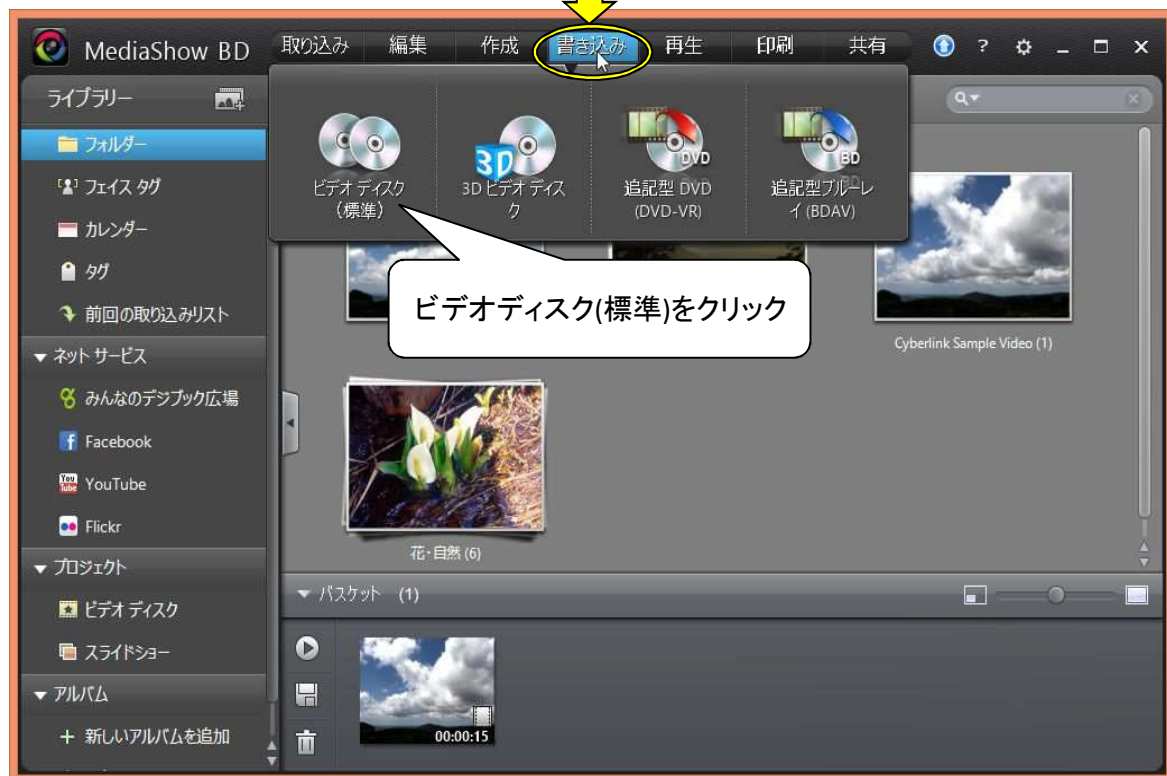 MediaShow BD
取り込み 編集 作成 書き込み 再生 印刷 共有
?
ライブラリー
フォルダー
フェイス タグ
カレンダー
タグ
前回の取り込みリスト
ネット サービス
みんなのデジブック広場
Facebook
YouTube
Flickr
プロジェクト
ビデオ ディスク
スライドショー
アルバム
新しいアルバムを追加
ビデオ ディスク
(標準)
3D
3D ビデオ ディス
ク
DVD
追記型 DVD
(DVD-VR)
BD
追記型ブルーレ
イ (BDAV)
ビデオディスク(標準)をクリック
Cyberlink Sample Video (1)
花・自然 (6)
バスケット (1)
00:00:15